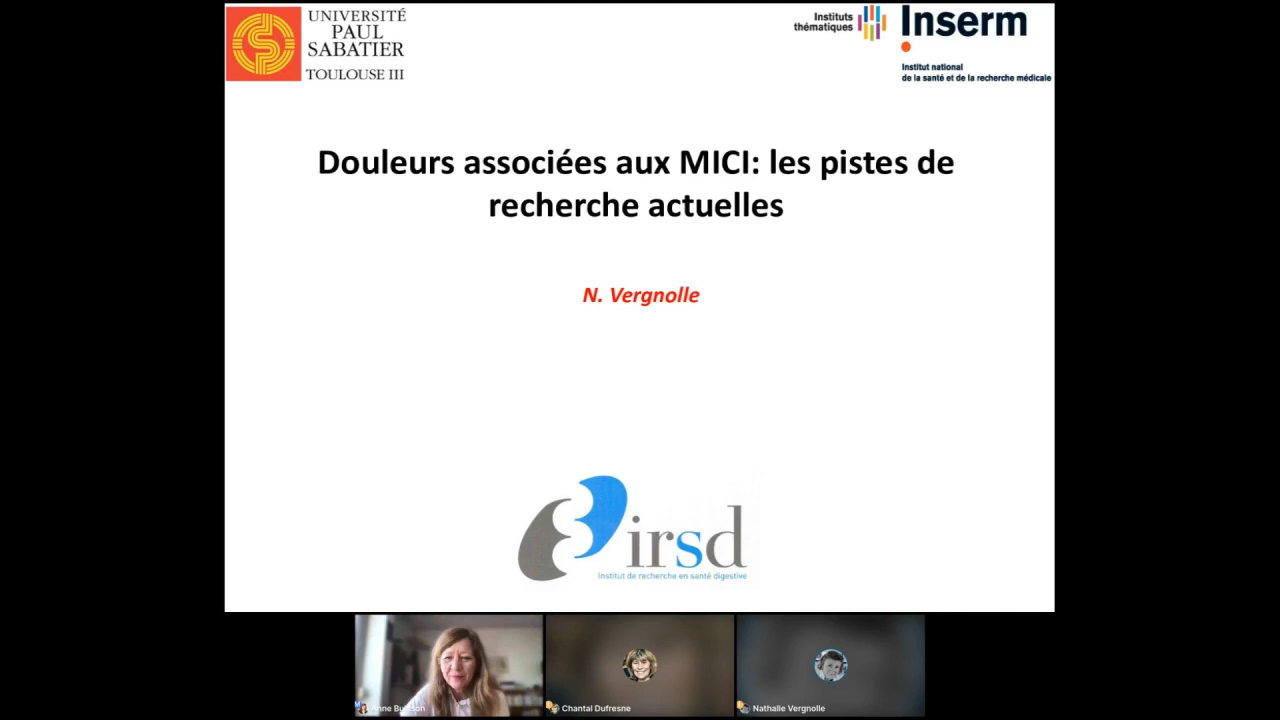 UNIVERSITÉ
PAUL
SABATIER
TOULOUSE III
Instituts
thématiques
Inserm
Institut national
de la santé et de la recherche médicale
Douleurs associées aux MICI: les pistes de
recherche actuelles
N. Vergnolle
irsd
Institut de recherche en santé digestive
Chantal Dufresne
Nathalie Vergnolle